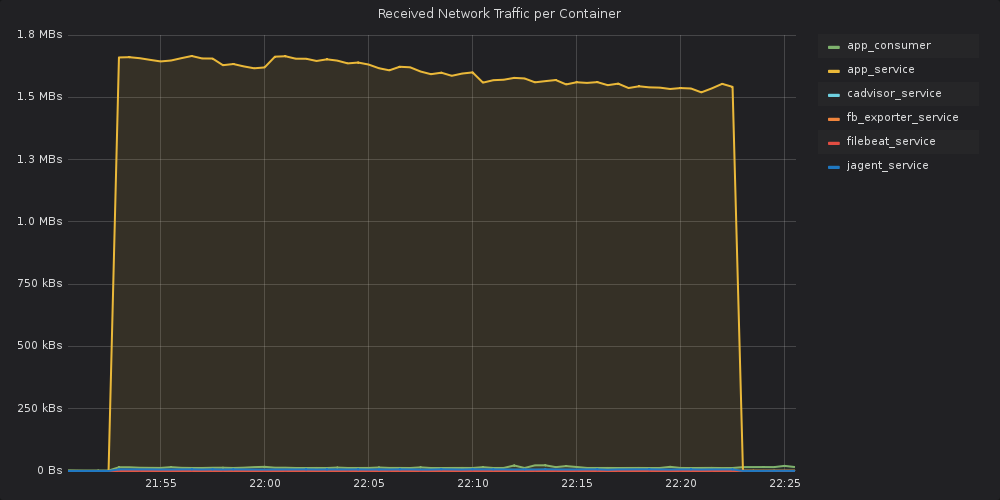 Received Network Traffic per Container
1.8 MBs
1.5 MBs
1.3 MBs
1.0 MBs
750 kBs
500 kBs
250 kBs
0 Bs
21:55
22:00
22:05
22:10
22:15
22:20
22:25
app_consumer
app_service
cadvisor_service
fb_exporter_service
filebeat_service
jagent_service